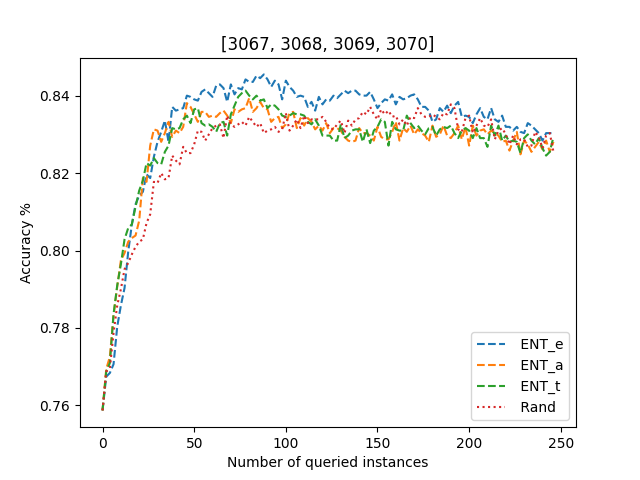 [3067, 3068, 3069, 3070]
Accuracy %
0.84
0.82
0.80
0.78
0.76
ENT_e
ENT_a
ENT_t
Rand
0 50 100 150 200 250
Number of queried instances